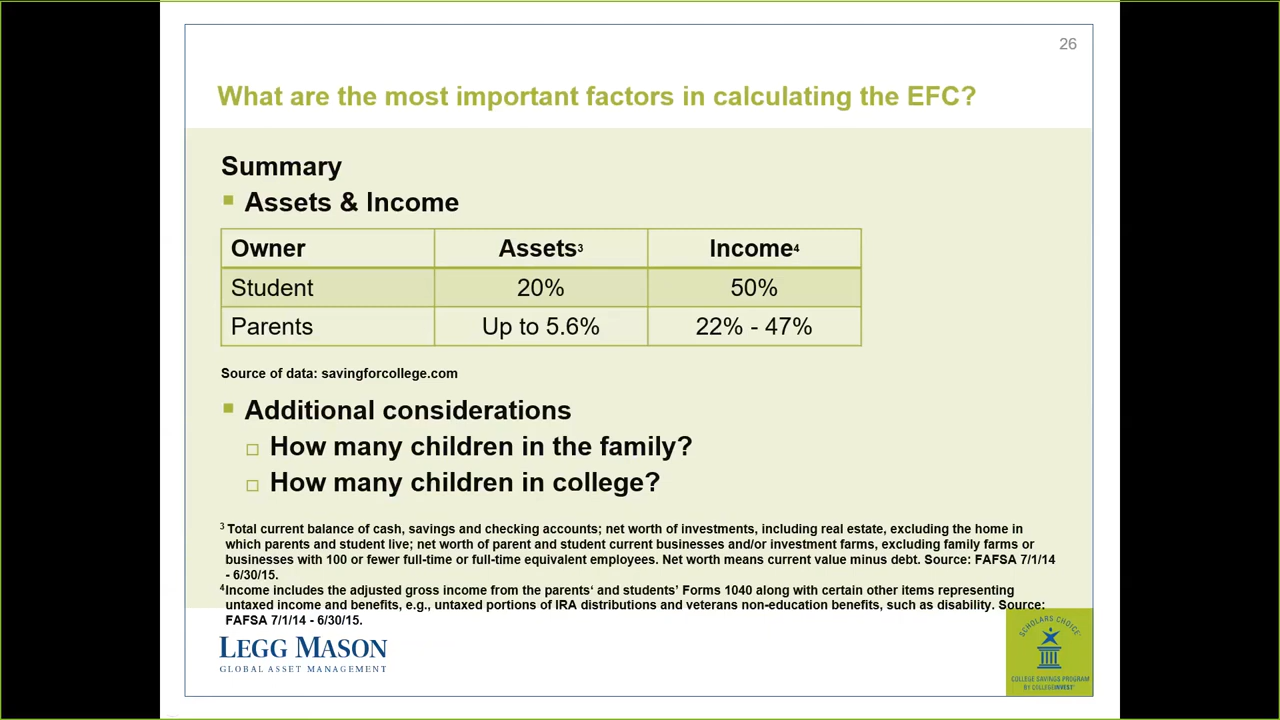 26
What are the most important factors in calculating the EFC?
Summary
▪ Assets & Income
Owner Assets3 Income4
Student 20% 50%
Parents Up to 5.6% 22% - 47%
Source of data: savingforcollege.com
▪ Additional considerations
□ How many children in the family?
□ How many children in college?
3 Total current balance of cash, savings and checking accounts; net worth of investments, including real estate, excluding the home in
which parents and student live; net worth of parent and student current businesses and/or investment farms, excluding family farms or
businesses with 100 or fewer full-time or full-time equivalent employees. Net worth means current value minus debt. Source: FAFSA 7/1/14
- 6/30/15.
4Income includes the adjusted gross income from the parents‘ and students’ Forms 1040 along with certain other items representing
untaxed income and benefits, e.g., untaxed portions of IRA distributions and veterans non-education benefits, such as disability. Source:
FAFSA 7/1/14 - 6/30/15.
LEGG MASON
GLOBAL ASSET MANAGEMENT
SCHOLARS CHOICE
COLLEGE SAVINGS PROGRAM
BY COLLEGEINVEST